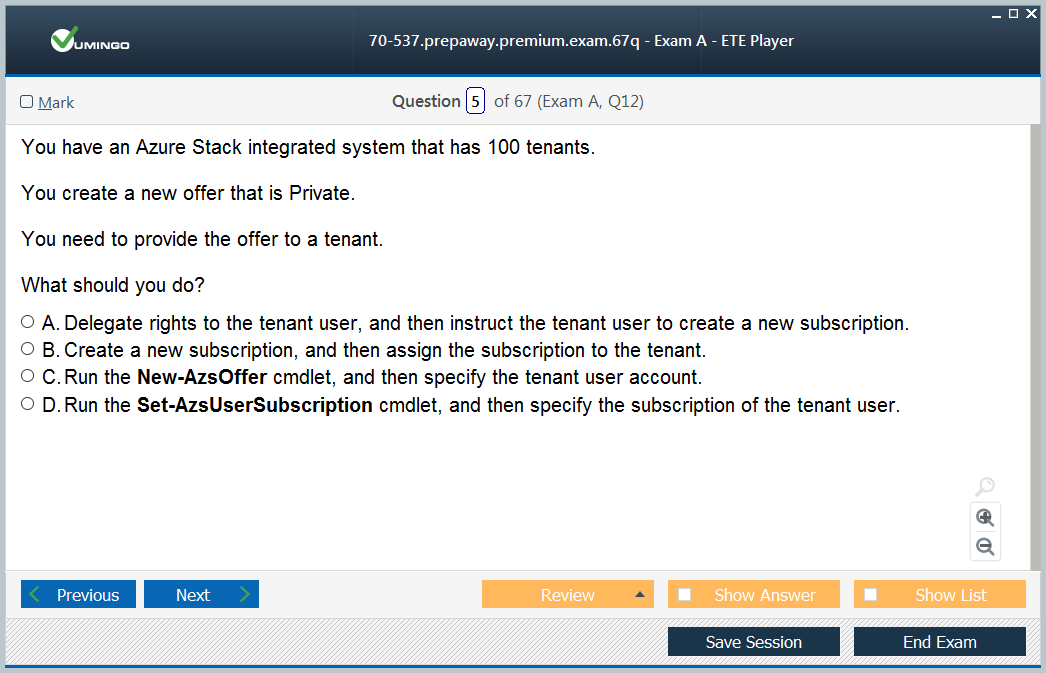 VUMINGO
70-537.prepaway.premium.exam.67q - Exam A - ETE Player
Mark
Question 5 of 67 (Exam A, Q12)
You have an Azure Stack integrated system that has 100 tenants.
You create a new offer that is Private.
You need to provide the offer to a tenant.
What should you do?
A. Delegate rights to the tenant user, and then instruct the tenant user to create a new subscription.
B. Create a new subscription, and then assign the subscription to the tenant.
C. Run the New-AzsOffer cmdlet, and then specify the tenant user account.
D. Run the Set-AzsUserSubscription cmdlet, and then specify the subscription of the tenant user.
Previous Next Review Show Answer Show List
Save Session End Exam